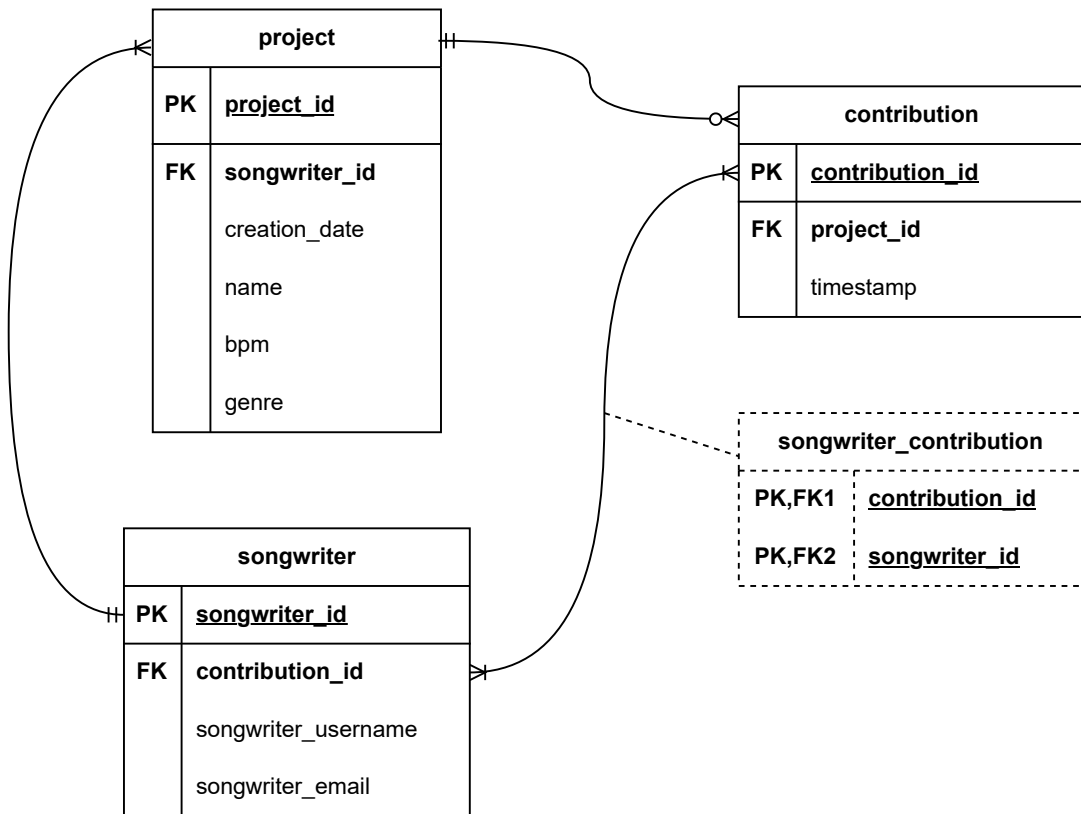 project
PK project_id
FK songwriter_id
creation_date
name
bpm
genre
contribution
PK contribution_id
FK project_id
timestamp
songwriter_contribution
PK,FK1 contribution_id
PK,FK2 songwriter_id
songwriter
PK songwriter_id
FK contribution_id
songwriter_username
songwriter_email